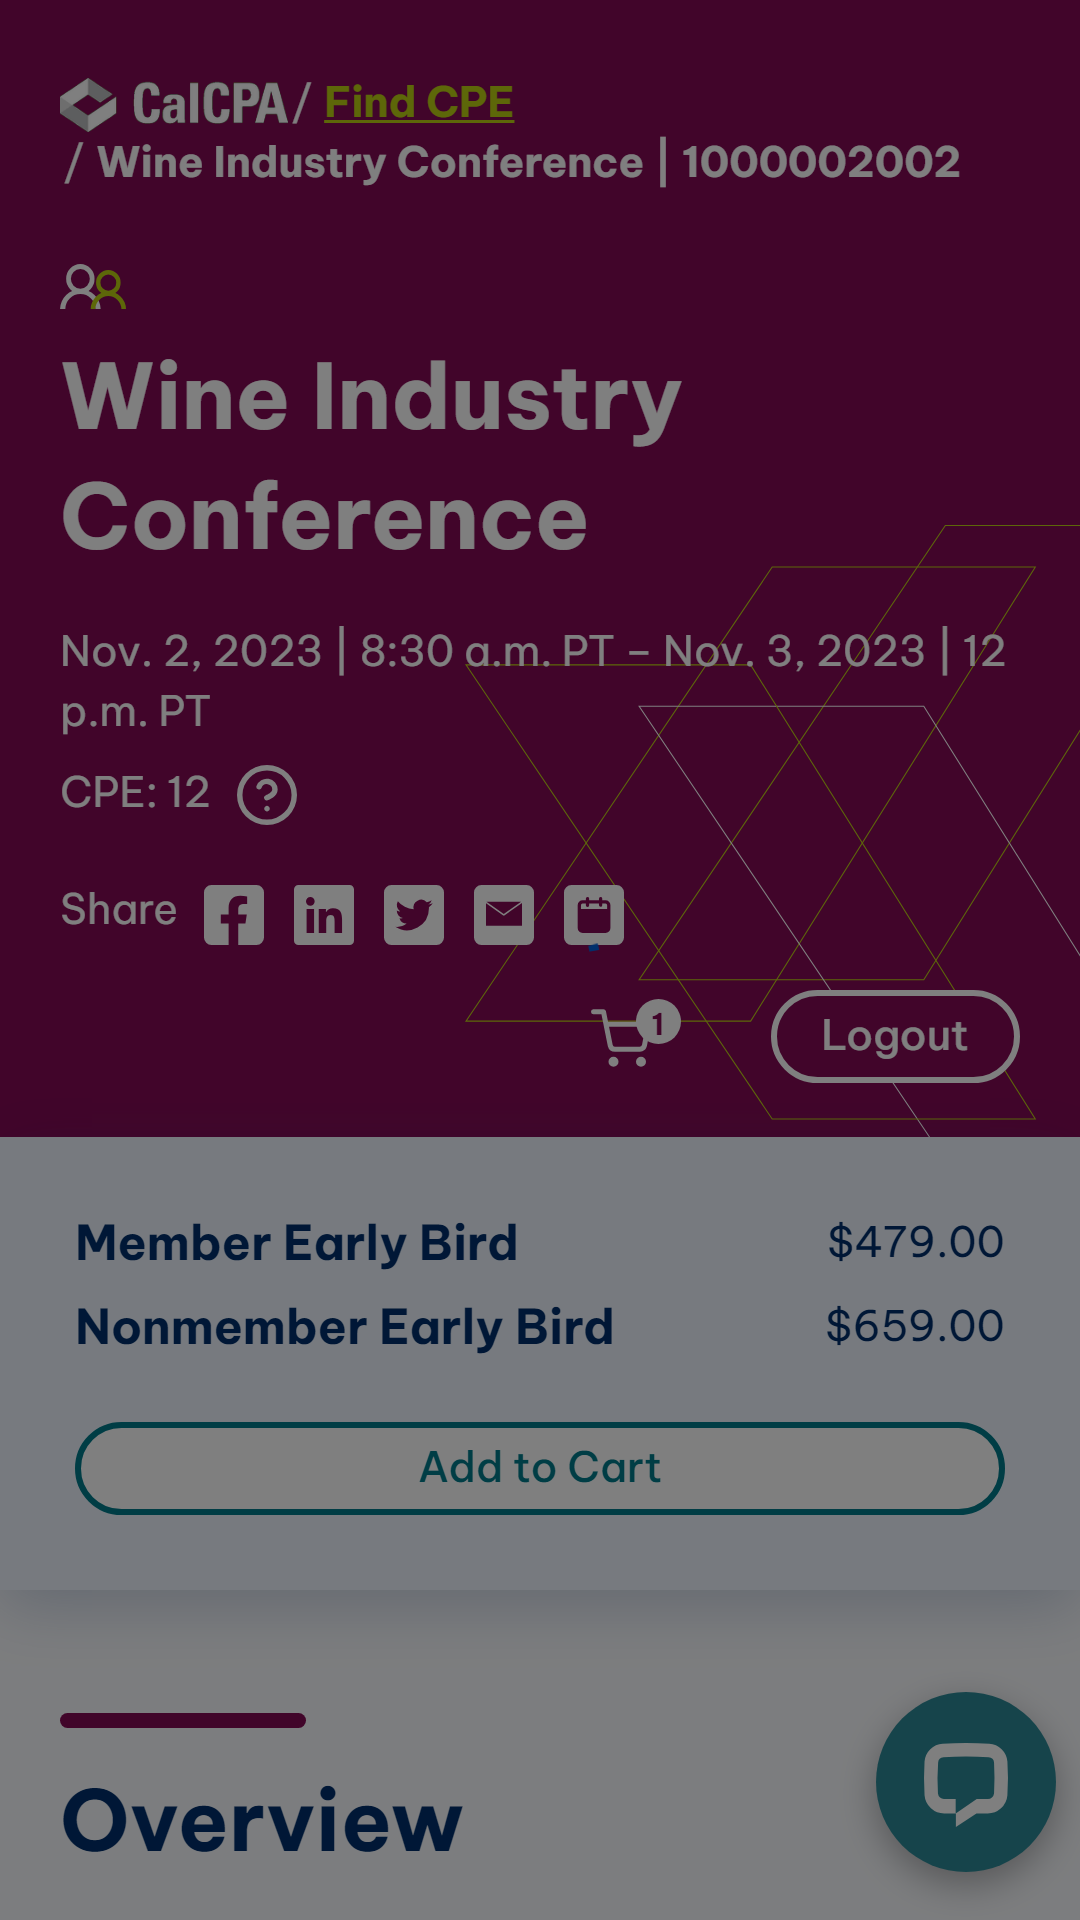 CalCPA / Find CPE
/ Wine Industry Conference | 1000002002
Wine Industry
Conference
Nov. 2, 2023 | 8:30 a.m. PT – Nov. 3, 2023 | 12
p.m. PT
CPE: 12 ?
Share
1
Logout
Member Early Bird $479.00
Nonmember Early Bird $659.00
Add to Cart
Overview